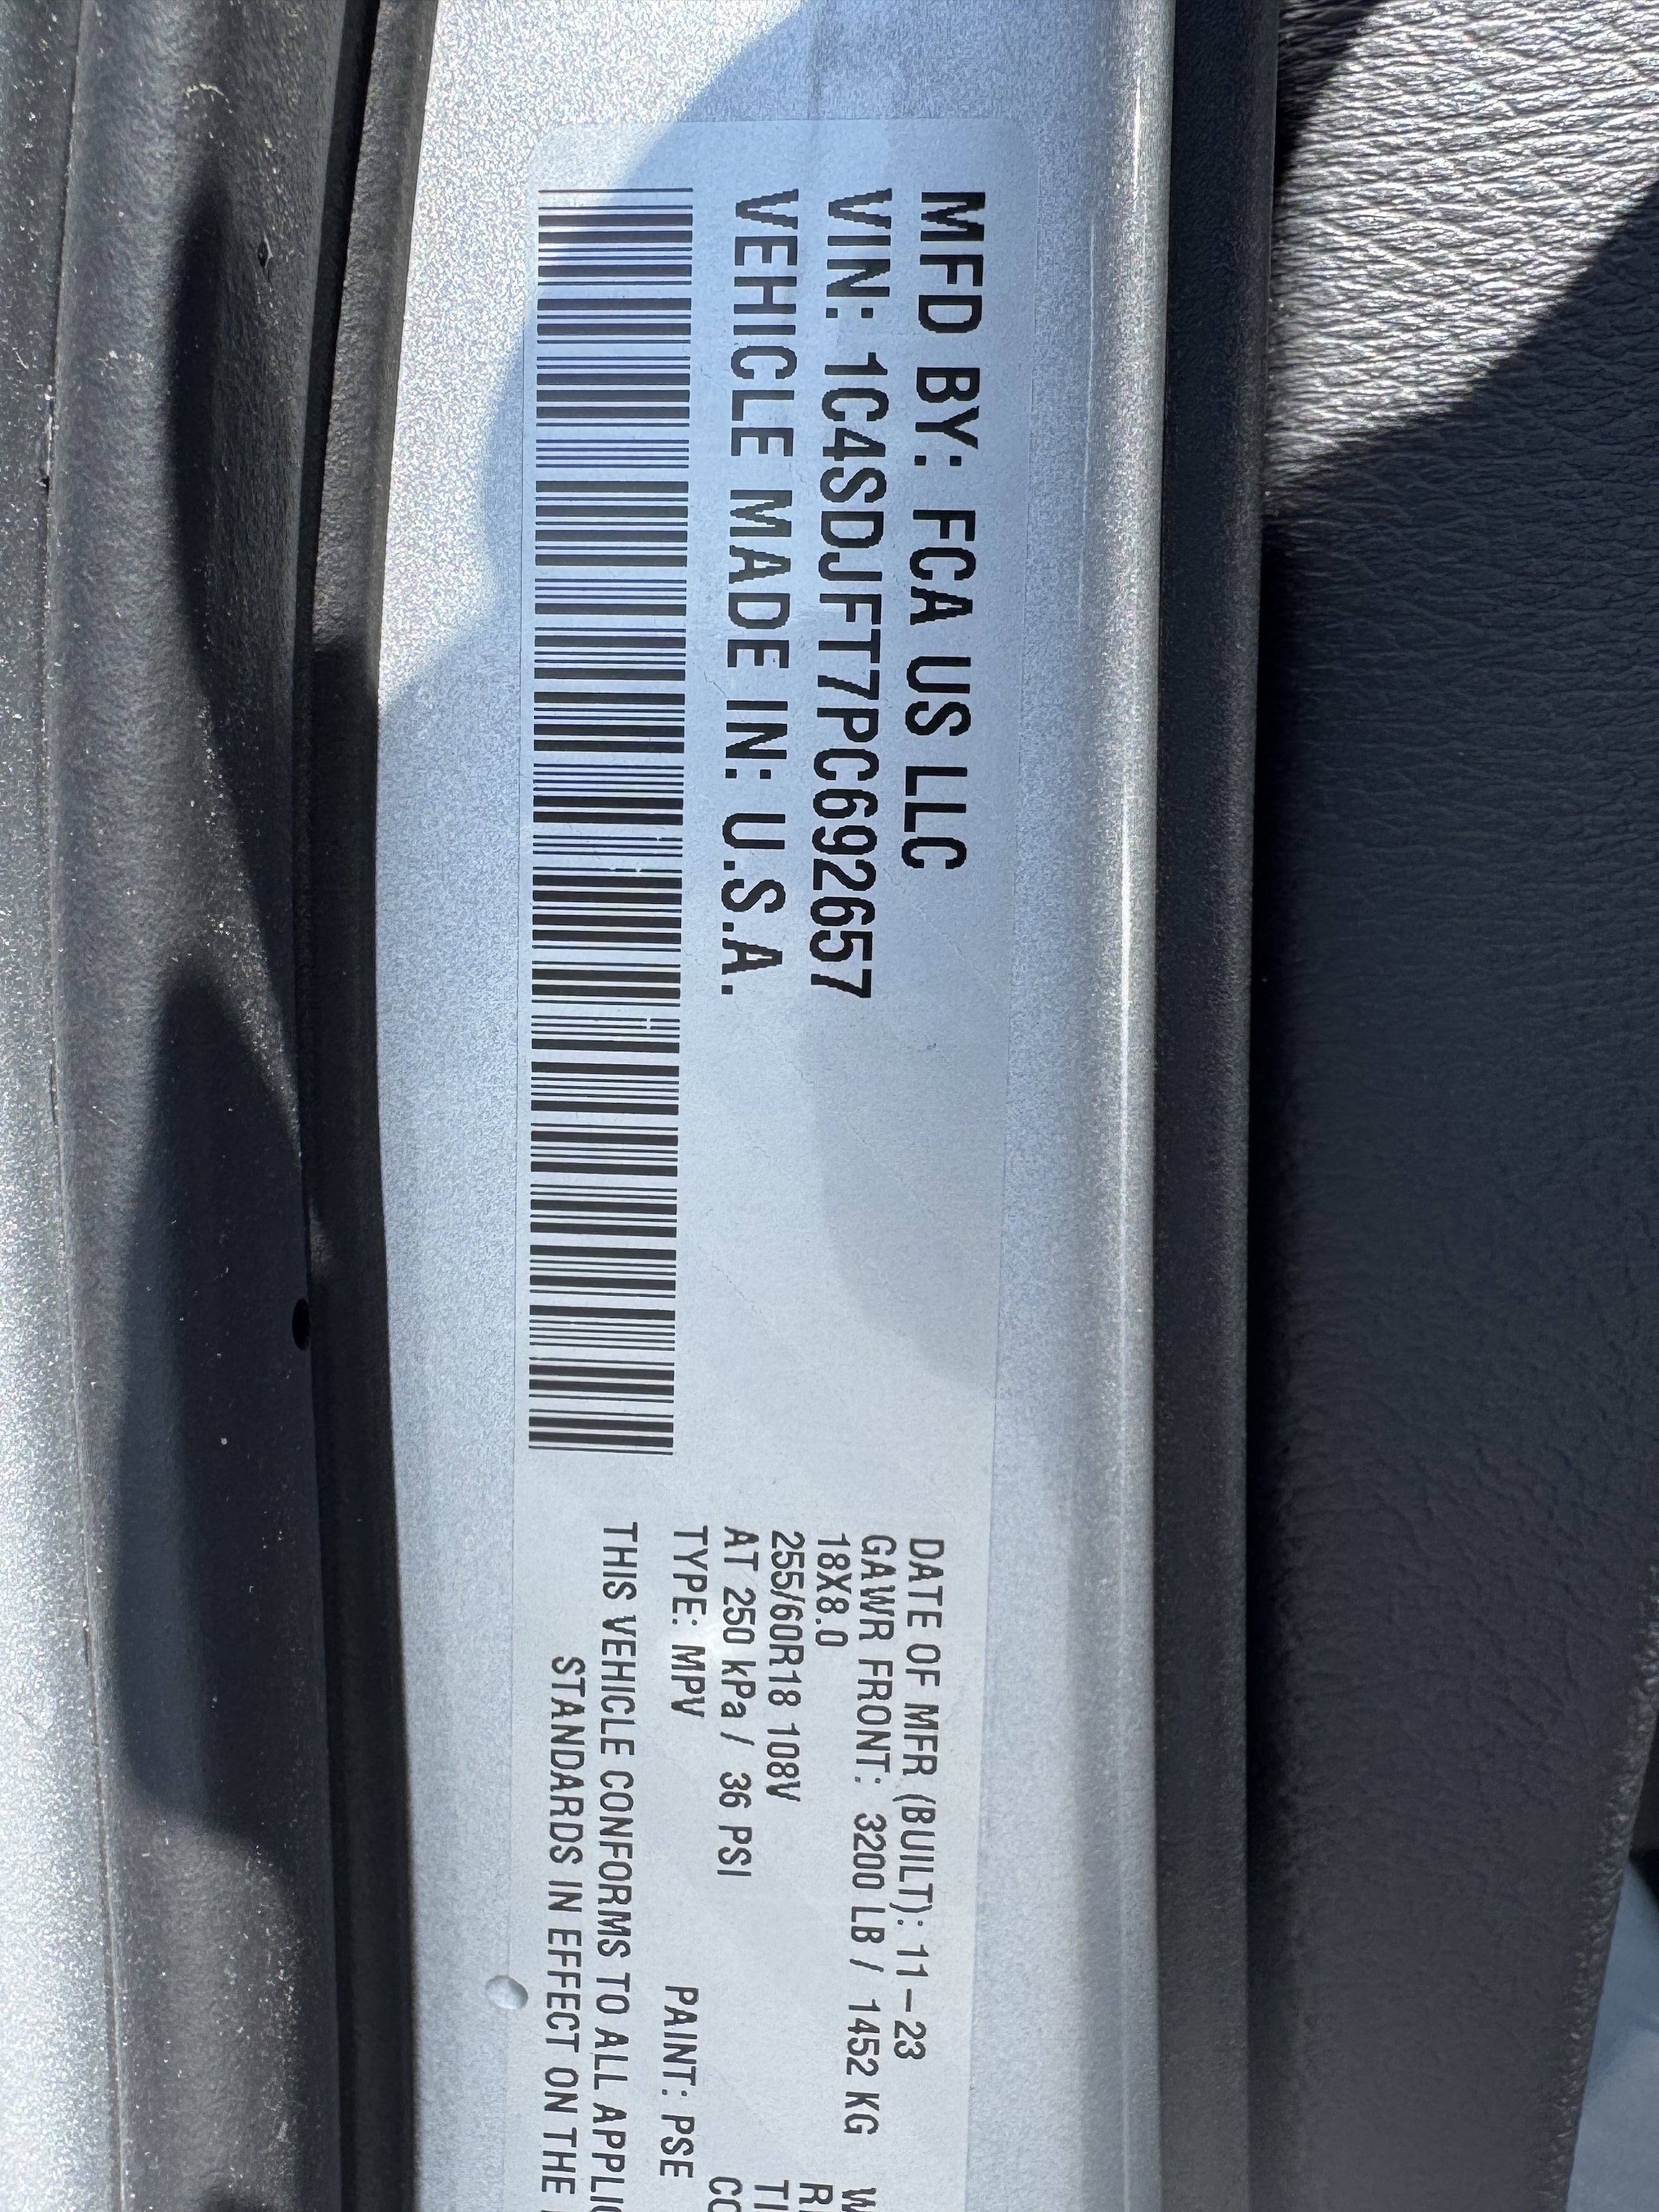 MFD BY: FCA US LLC
VIN: 1C4SDJFT7PC692657
VEHICLE MADE IN: U.S.A.
DATE OF MFR (BUILT): 11-23
GAWR FRONT: 3200 LB / 1452 KG
18X8.0
255/60R18 108V
AT 250 kPa / 36 PSI
TYPE: MPV PAINT: PSE
THIS VEHICLE CONFORMS TO ALL
STANDARDS IN EFFECT ON THE